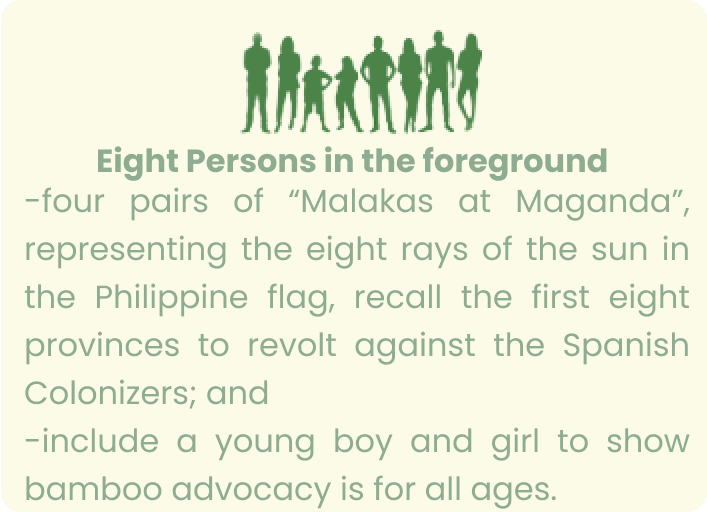 Eight Persons in the foreground
-four pairs of “Malakas at Maganda”,
representing the eight rays of the sun in
the Philippine flag, recall the first eight
provinces to revolt against the Spanish
Colonizers; and
-include a young boy and girl to show
bamboo advocacy is for all ages.